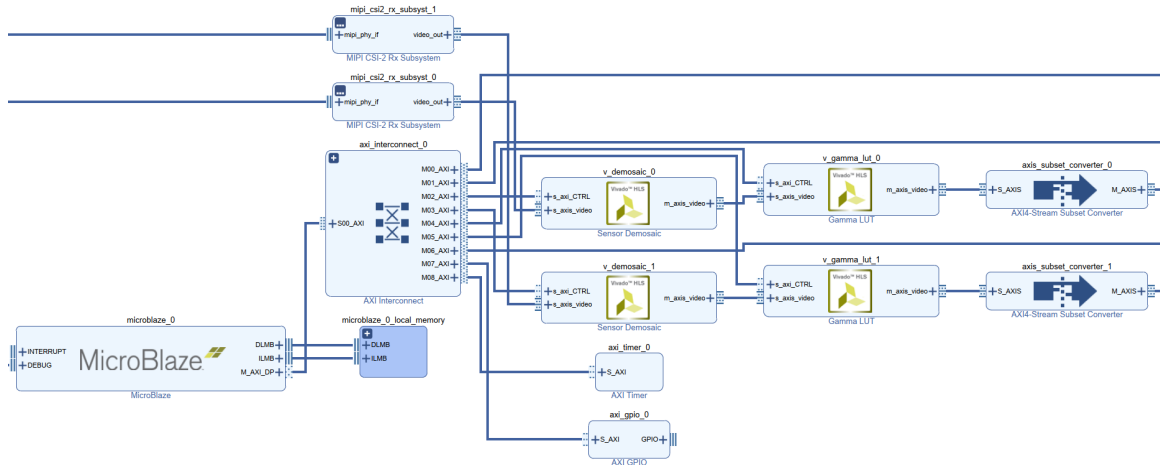 mipi_csi2_rx_subsyst_1
mipi_phy_if
video_out
MIPI CSI-2 Rx Subsystem
mipi_csi2_rx_subsyst_0
mipi_phy_if
video_out
MIPI CSI-2 Rx Subsystem
axi_interconnect_0
S00_AXI
M00_AXI
M01_AXI
M02_AXI
M03_AXI
M04_AXI
M05_AXI
M06_AXI
M07_AXI
M08_AXI
AXI Interconnect
v_demosaic_0
s_axi_CTRL
s_axis_video
Vivado™ HLS
m_axis_video
Sensor Demosaic
v_gamma_lut_0
s_axi_CTRL
s_axis_video
Vivado™ HLS
m_axis_video
Gamma LUT
axis_subset_converter_0
S_AXIS
M_AXIS
AXI4-Stream Subset Converter
v_demosaic_1
s_axi_CTRL
s_axis_video
Vivado™ HLS
m_axis_video
Sensor Demosaic
v_gamma_lut_1
s_axi_CTRL
s_axis_video
Vivado™ HLS
m_axis_video
Gamma LUT
axis_subset_converter_1
S_AXIS
M_AXIS
AXI4-Stream Subset Converter
microblaze_0
INTERRUPT
DEBUG
MicroBlaze
DLMB
ILMB
M_AXI_DP
MicroBlaze
microblaze_0_local_memory
DLMB
ILMB
axi_timer_0
S_AXI
AXI Timer
axi_gpio_0
S_AXI
GPIO
AXI GPIO